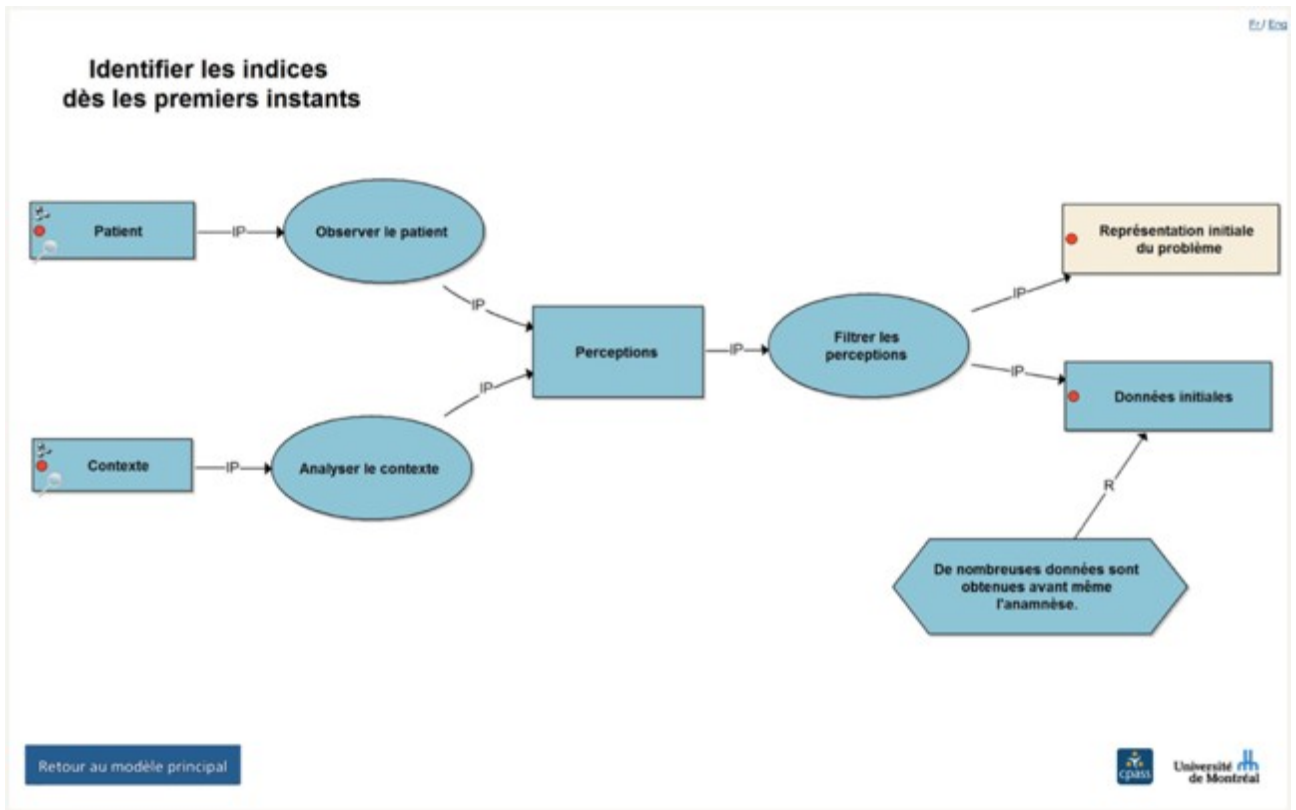 Fr / Eng
Identifier les indices
dès les premiers instants
Patient
IP
Observer le patient
IP
Contexte
IP
Analyser le contexte
IP
Perceptions
IP
Filtrer les
perceptions
IP
Représentation initiale
du problème
IP
Données initiales
R
De nombreuses données sont
obtenues avant même
l'anamnèse.
Retour au modèle principal
cpass
Université
de Montréal